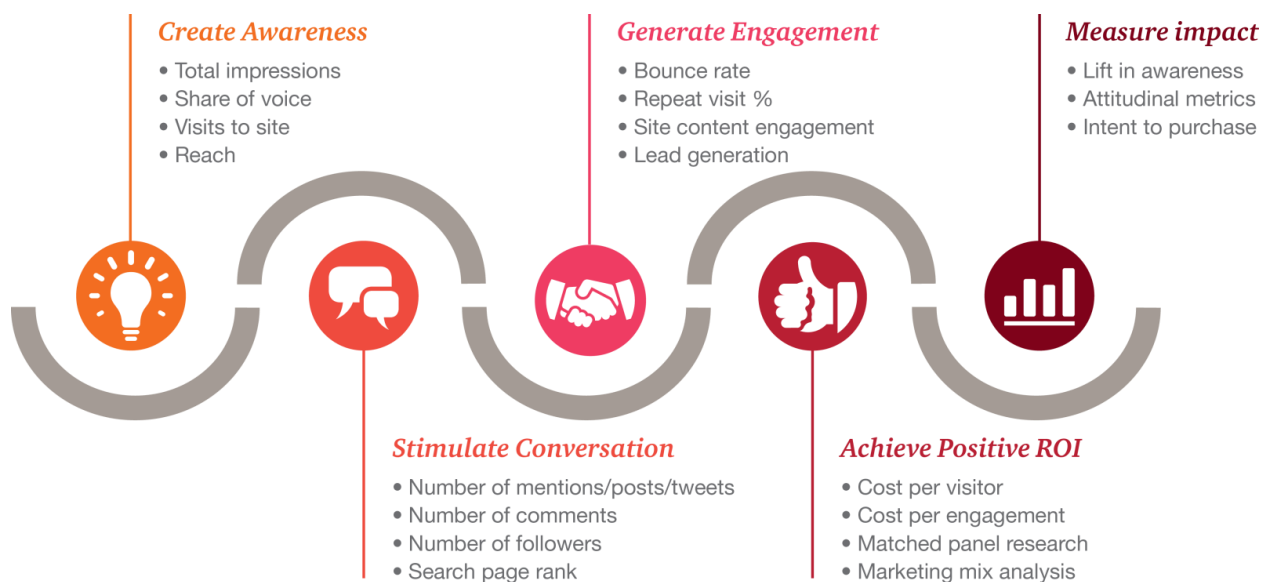 Create Awareness
• Total impressions
• Share of voice
• Visits to site
• Reach
Stimulate Conversation
• Number of mentions/posts/tweets
• Number of comments
• Number of followers
• Search page rank
Generate Engagement
• Bounce rate
• Repeat visit %
• Site content engagement
• Lead generation
Achieve Positive ROI
• Cost per visitor
• Cost per engagement
• Matched panel research
• Marketing mix analysis
Measure impact
• Lift in awareness
• Attitudinal metrics
• Intent to purchase